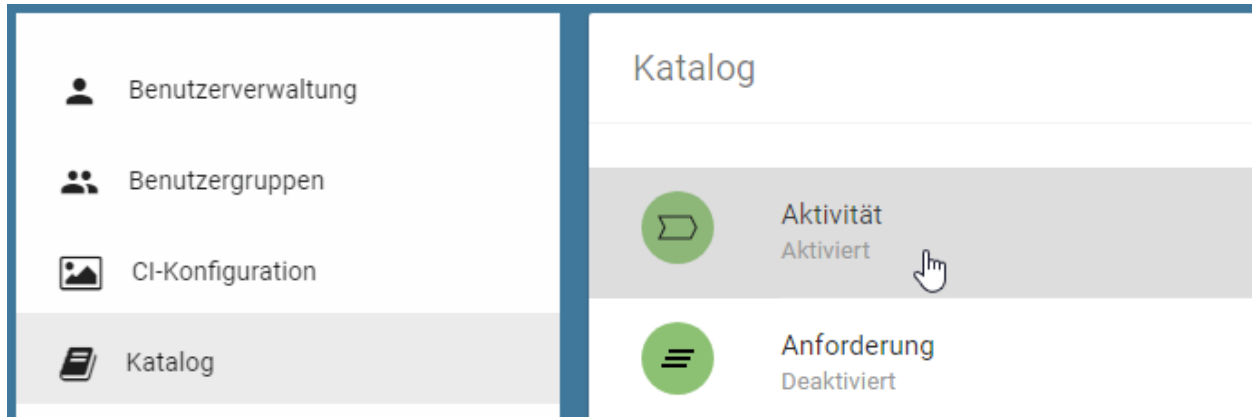 Benutzerverwaltung
Benutzergruppen
CI-Konfiguration
Katalog
Katalog
Aktivität
Aktiviert
Anforderung
Deaktiviert